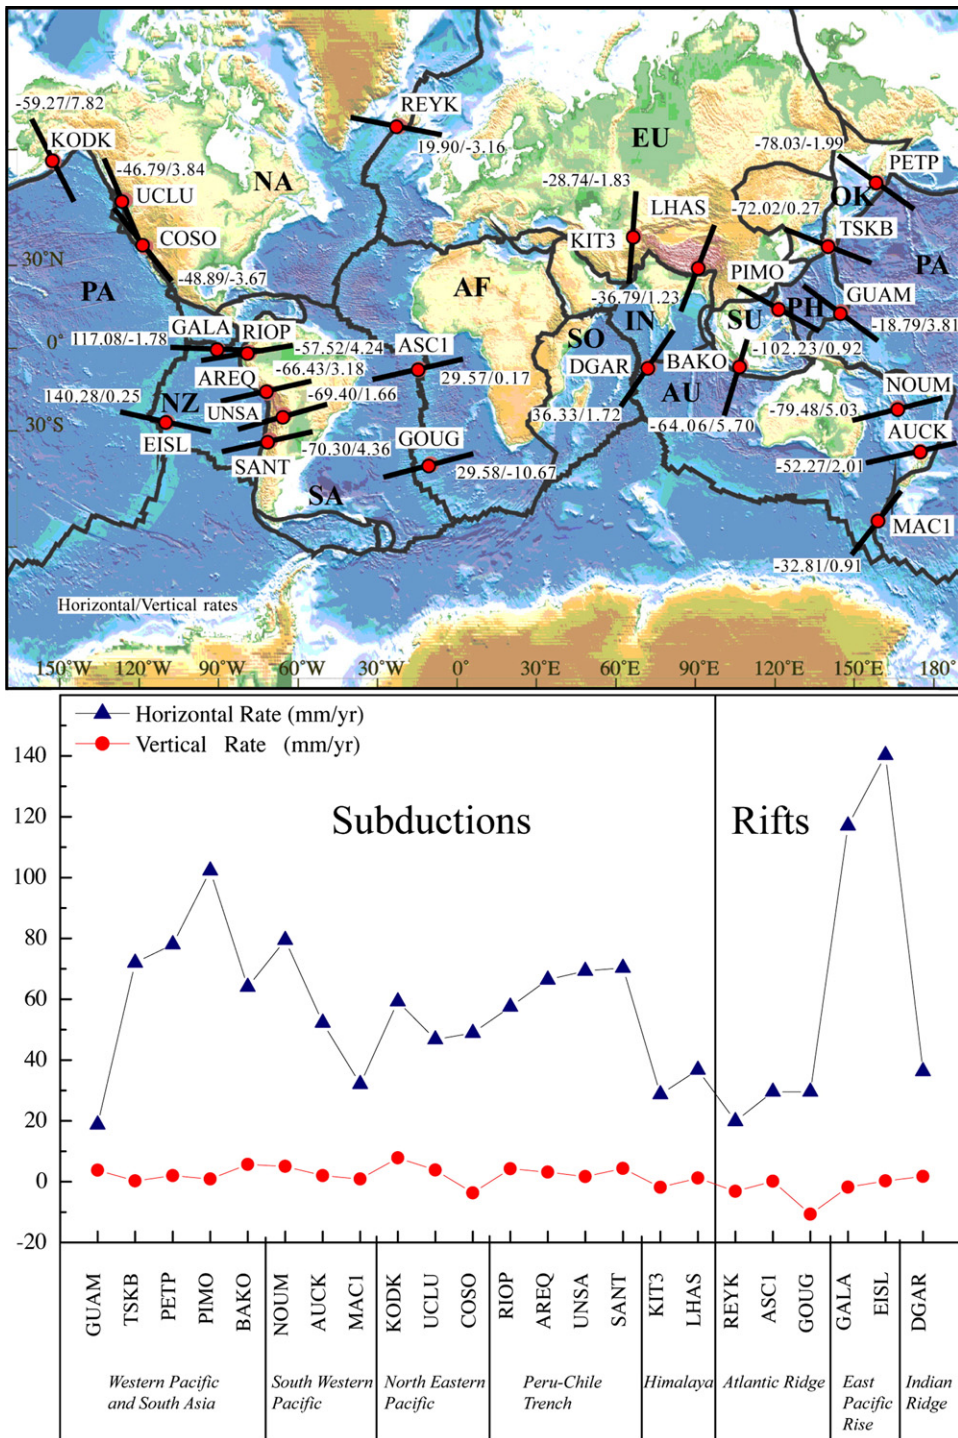 -59.27/7.82
KODK
-46.79/3.84
UCLU
NA
COSO
-48.89/-3.67
REYK
19.90/-3.16
EU
-78.03/-1.99
PETP
OK
-28.74/-1.83
LHAS
-72.02/0.27
TSKB
KIT3
PIMO
PA
30°N
PA
AF
-36.79/1.23
IN
GUAM
SU
PH
-18.79/3.81
GALA
RIOP
117.08/-1.78
0°
-57.52/4.24
ASC1
SO
DGAR
BAKO
-102.23/0.92
-66.43/3.18
AREQ
29.57/0.17
AU
NOUM
140.28/0.25
NZ
-69.40/1.66
UNSA
36.33/1.72
-79.48/5.03
-64.06/5.70
AUCK
30°S
EISL
-70.30/4.36
GOUG
SANT
29.58/-10.67
-52.27/2.01
SA
MAC1
-32.81/0.91
Horizontal/Vertical rates
150°W 120°W 90°W 60°W 30°W 0° 30°E 60°E 90°E 120°E 150°E 180°
Horizontal Rate (mm/yr)
Vertical Rate (mm/yr)
Subductions
Rifts
140
120
100
80
60
40
20
0
-20
GUAM
TSKB
PETP
PIMO
BAKO
NOUM
AUCK
MAC1
KODK
UCLU
COSO
RIOP
AREQ
UNSA
SANT
KIT3
LHAS
REYK
ASC1
GOUG
GALA
EISL
DGAR
Western Pacific
and South Asia
South Western
Pacific
North Eastern
Pacific
Peru-Chile
Trench
Himalaya
Atlantic Ridge
East
Pacific
Rise
Indian
Ridge